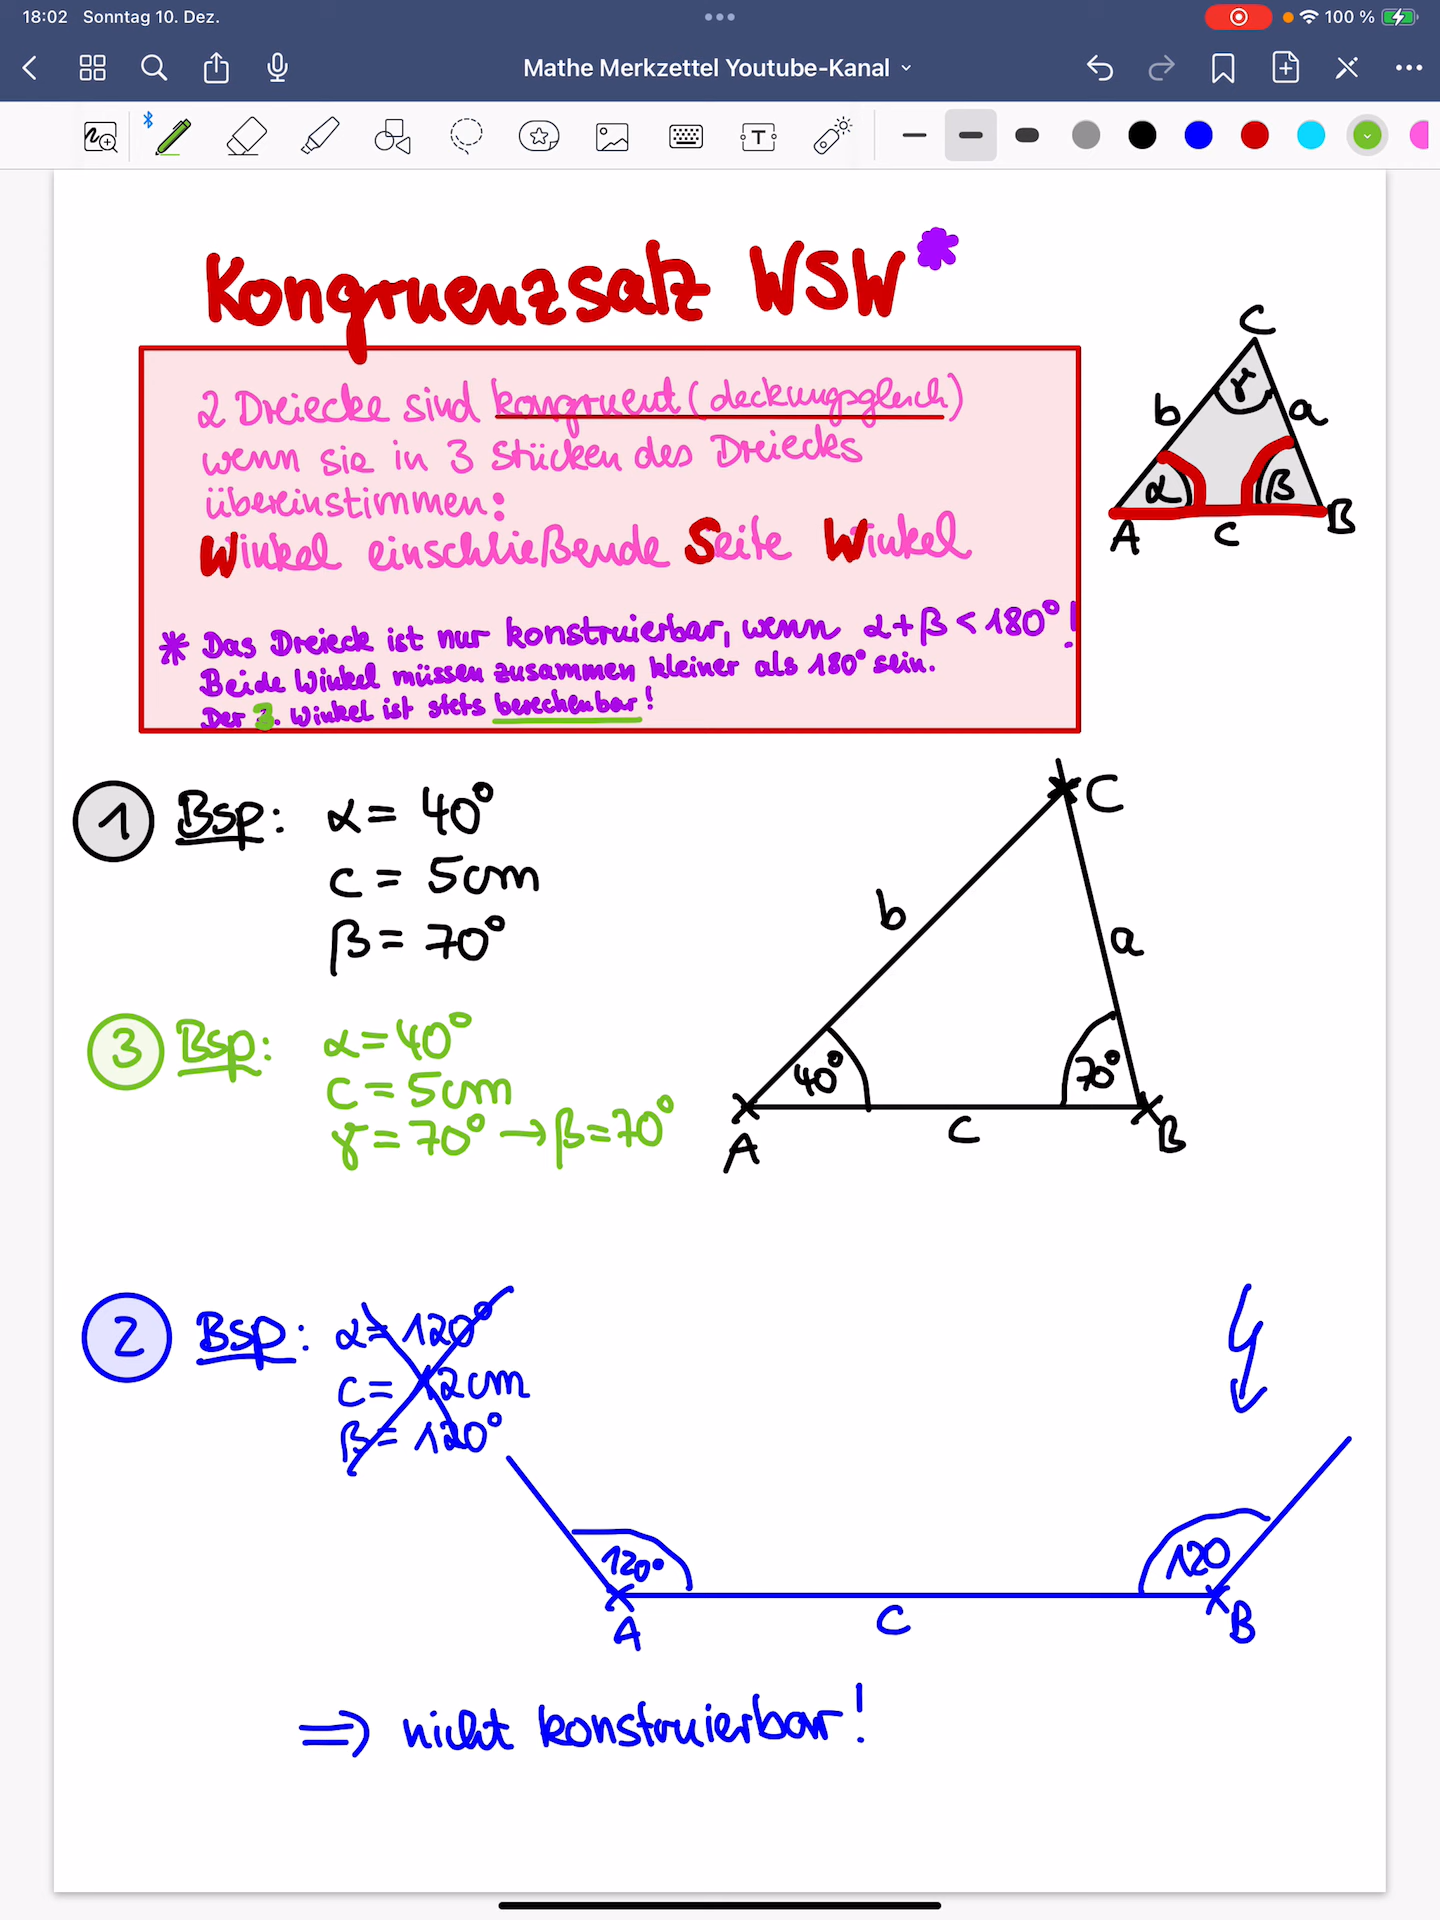 18:02 Sonntag 10. Dez.
100 %
Mathe Merkzettel Youtube-Kanal
T
Kongruenzsatz WSW*
2 Dreiecke sind kongruent (deckungsgleich)
wenn sie in 3 Stücken des Dreiecks
übereinstimmen:
Winkel einschließende Seite Winkel
* Das Dreieck ist nur konstruierbar, wenn α+β < 180°!
Beide Winkel müssen zusammen kleiner als 180° sein.
Der 3. Winkel ist stets berechenbar!
C
γ
b
a
α
β
A
c
B
1 Bsp: α = 40°
c = 5cm
β = 70°
C
b
a
40°
70°
A
c
B
3 Bsp: α = 40°
c = 5cm
γ = 70° → β = 70°
2 Bsp: α = 120°
c = 12cm
β = 120°
120°
120
A
c
B
⇒ nicht konstruierbar!